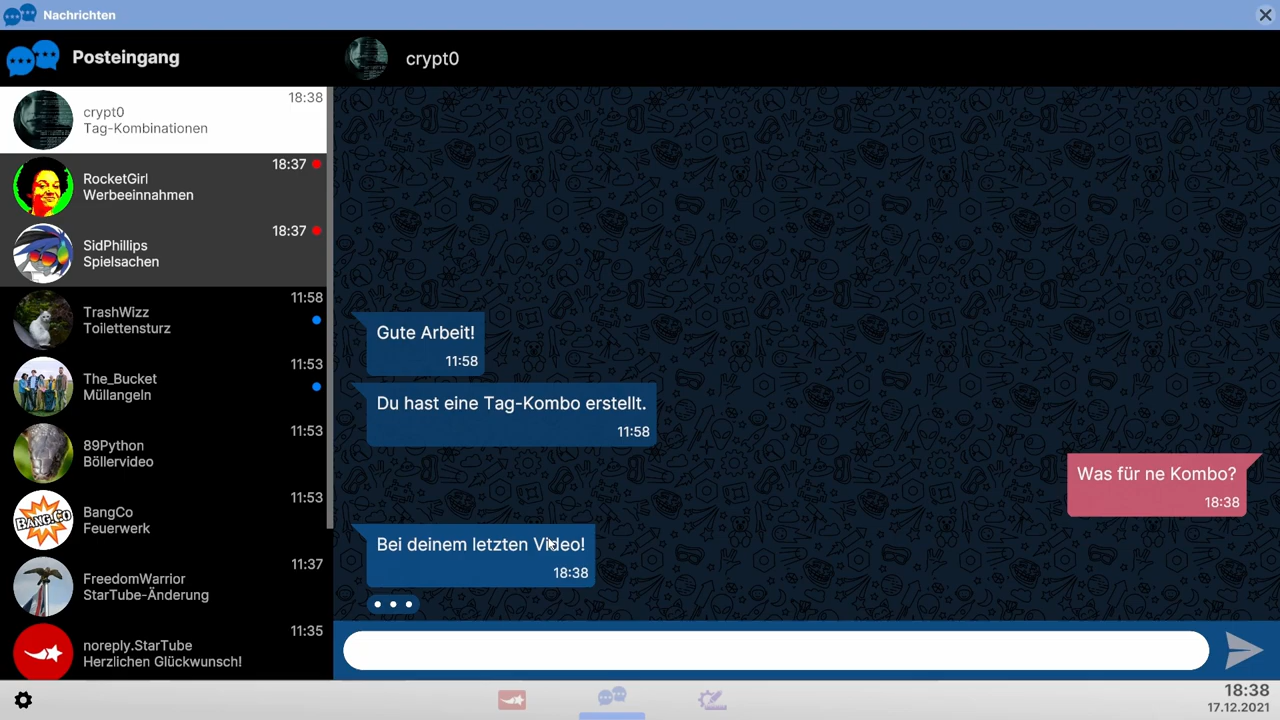 Nachrichten
Posteingang
crypt0
18:38
crypt0
Tag-Kombinationen
18:37
RocketGirl
Werbeeinnahmen
18:37
SidPhillips
Spielsachen
11:58
TrashWizz
Toilettensturz
11:53
The_Bucket
Müllangeln
11:53
89Python
Böllervideo
11:53
BANG.CO
BangCo
Feuerwerk
11:37
FreedomWarrior
StarTube-Änderung
11:35
noreply.StarTube
Herzlichen Glückwunsch!
Gute Arbeit!
11:58
Du hast eine Tag-Kombo erstellt.
11:58
Was für ne Kombo?
18:38
Bei deinem letzten Video!
18:38
18:38
17.12.2021